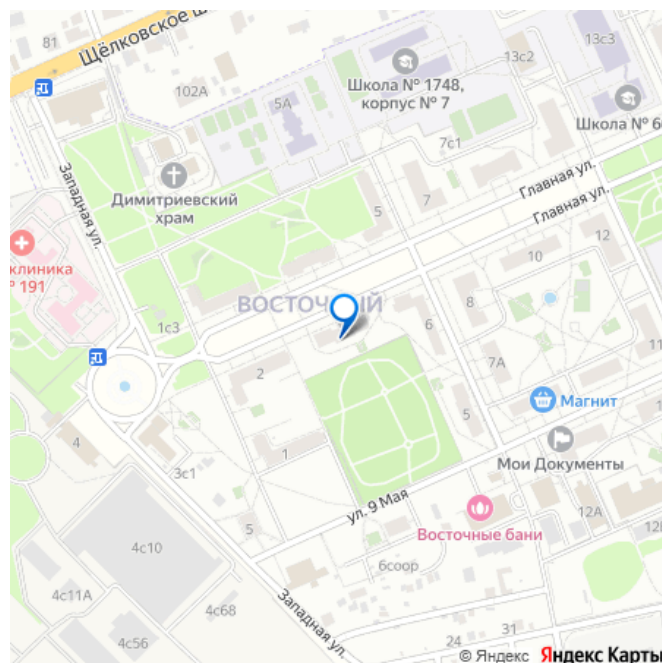 81
Щёлковское ш
13с2
13с3
102А
5А
Школа № 1748,
корпус № 7
Школа № 6
7с1
Западная ул.
Димитриевский
храм
5
7
Главная ул.
Главная ул.
клиника
№ 191
10
12
ВОСТОЧНЫЙ
8
1с3
6
2
7А
11
Магнит
5
4
1
Мои Документы
3с1
ул. 9 Мая
5
Восточные бани
12А
12Б
4с10
6соор
4с11А
4с68
Западная ул.
4с56
24
31
© Яндекс Яндекс Карты